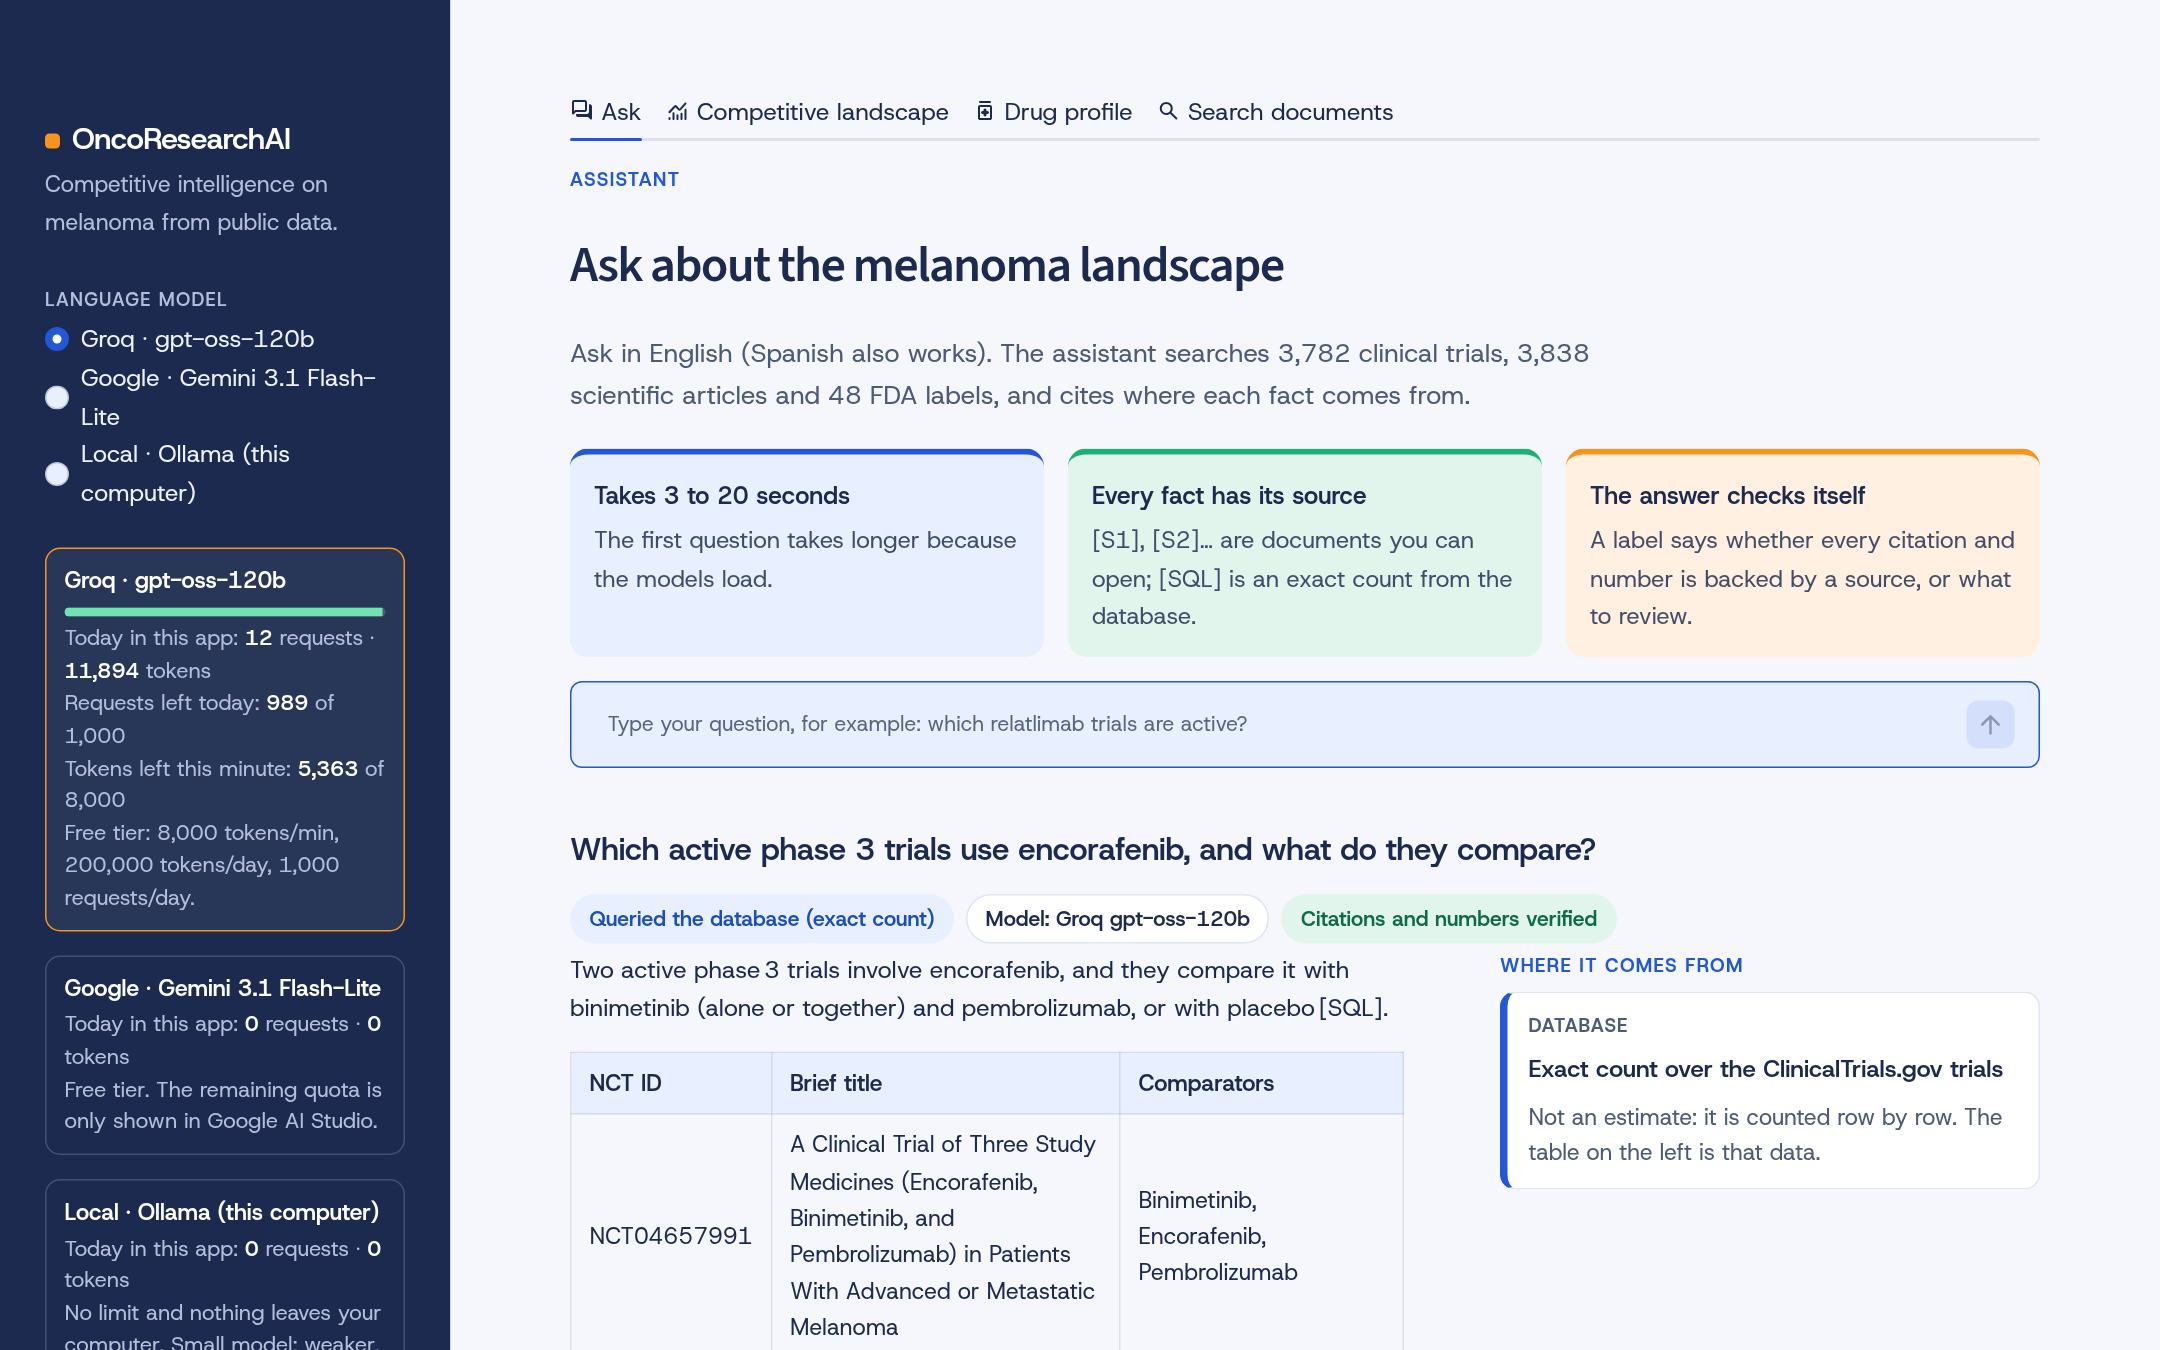 OncoResearchAI
Competitive intelligence on
melanoma from public data.
LANGUAGE MODEL
Groq · gpt-oss-120b
Google · Gemini 3.1 Flash-
Lite
Local · Ollama (this
computer)
Groq · gpt-oss-120b
Today in this app: 12 requests ·
11,894 tokens
Requests left today: 989 of
1,000
Tokens left this minute: 5,363 of
8,000
Free tier: 8,000 tokens/min,
200,000 tokens/day, 1,000
requests/day.
Google · Gemini 3.1 Flash-Lite
Today in this app: 0 requests · 0
tokens
Free tier. The remaining quota is
only shown in Google AI Studio.
Local · Ollama (this computer)
Today in this app: 0 requests · 0
tokens
No limit and nothing leaves your
computer. Small model: weaker.
Ask Competitive landscape Drug profile Search documents
ASSISTANT
Ask about the melanoma landscape
Ask in English (Spanish also works). The assistant searches 3,782 clinical trials, 3,838
scientific articles and 48 FDA labels, and cites where each fact comes from.
Takes 3 to 20 seconds
The first question takes longer because
the models load.
Every fact has its source
[S1], [S2]... are documents you can
open; [SQL] is an exact count from the
database.
The answer checks itself
A label says whether every citation and
number is backed by a source, or what
to review.
Type your question, for example: which relatlimab trials are active?
Which active phase 3 trials use encorafenib, and what do they compare?
Queried the database (exact count) Model: Groq gpt-oss-120b Citations and numbers verified
Two active phase 3 trials involve encorafenib, and they compare it with
binimetinib (alone or together) and pembrolizumab, or with placebo [SQL].
NCT ID Brief title Comparators
NCT04657991
A Clinical Trial of Three Study
Medicines (Encorafenib,
Binimetinib, and
Pembrolizumab) in Patients
With Advanced or Metastatic
Melanoma
Binimetinib,
Encorafenib,
Pembrolizumab
WHERE IT COMES FROM
DATABASE
Exact count over the ClinicalTrials.gov trials
Not an estimate: it is counted row by row. The
table on the left is that data.